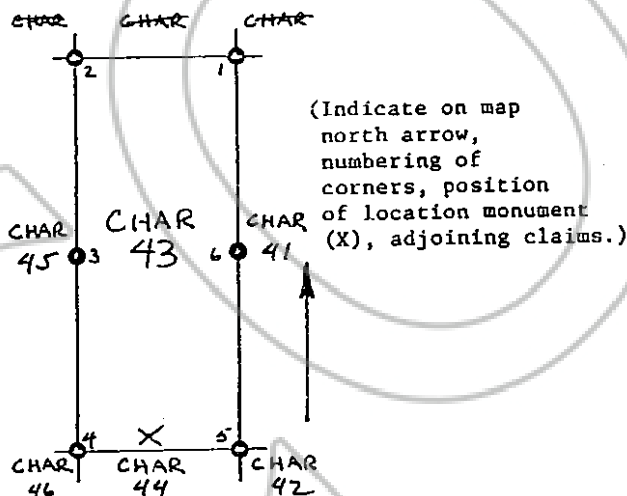 CHAR CHAR CHAR
2 1
(Indicate on map
north arrow,
numbering of
corners, position
of location monument
(X), adjoining claims.)
CHAR 45 3
CHAR 43
6 CHAR 41
4 X 5
CHAR 46
CHAR 44
CHAR 42